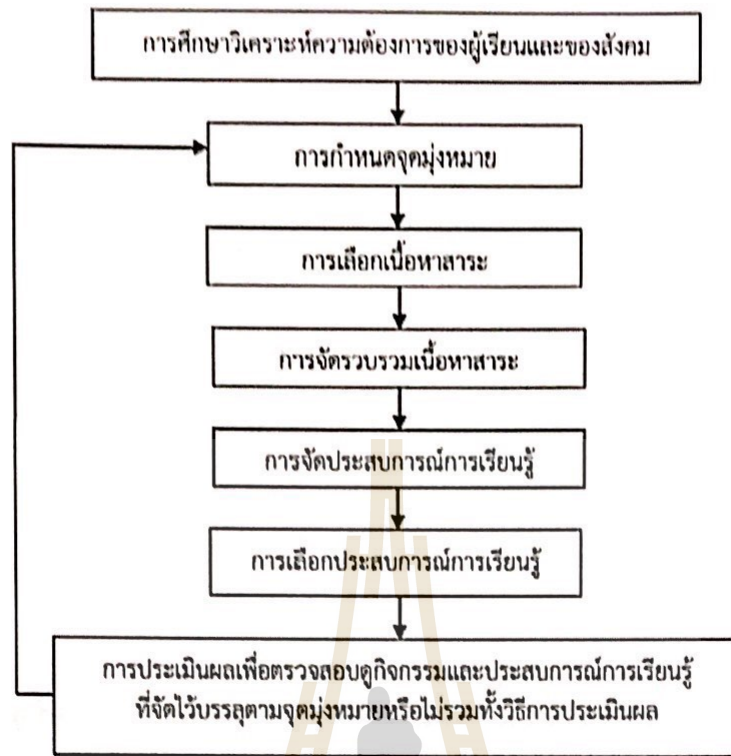 การศึกษาวิเคราะห์ความต้องการของผู้เรียนและของสังคม
การกำหนดจุดมุ่งหมาย
การเลือกเนื้อหาสาระ
การจัดรวบรวมเนื้อหาสาระ
การจัดประสบการณ์การเรียนรู้
การเลือกประสบการณ์การเรียนรู้
การประเมินผลเพื่อตรวจสอบดูกิจกรรมและประสบการณ์การเรียนรู้
ที่จัดไว้บรรลุตามจุดมุ่งหมายหรือไม่รวมทั้งวิธีการประเมินผล